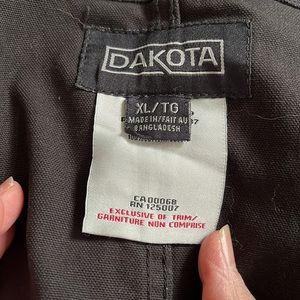 DAKOTA
XL/TG
MADE IN/FAIT AU
BANGLADESH
CA00068
RN 125007
EXCLUSIVE OF TRIM/
GARNITURE NON COMPRISE